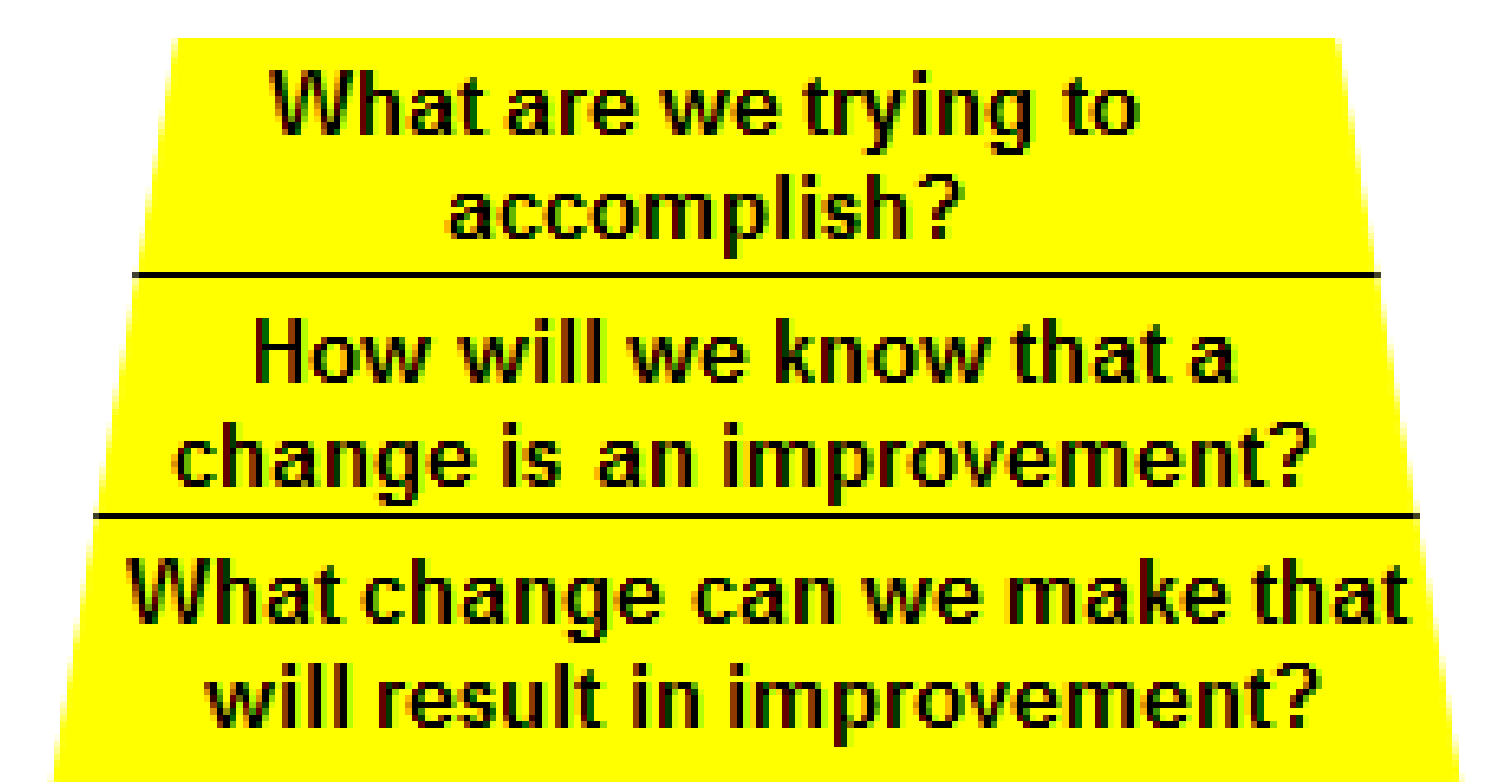 What are we trying to
accomplish?
How will we know that a
change is an improvement?
What change can we make that
will result in improvement?